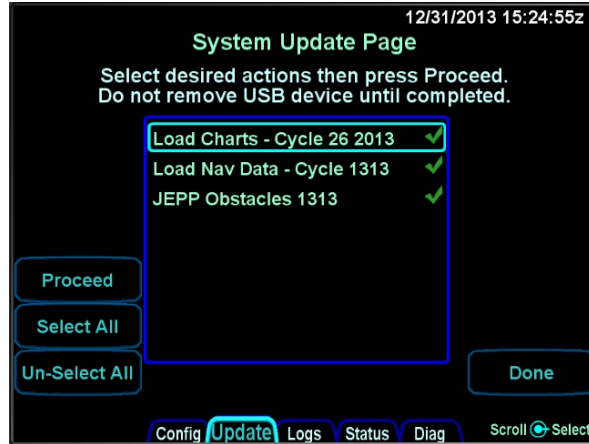 12/31/2013 15:24:55z
System Update Page
Select desired actions then press Proceed.
Do not remove USB device until completed.
Load Charts - Cycle 26 2013
Load Nav Data - Cycle 1313
JEPP Obstacles 1313
Proceed
Select All
Un-Select All
Done
Config Update Logs Status Diag Scroll Select